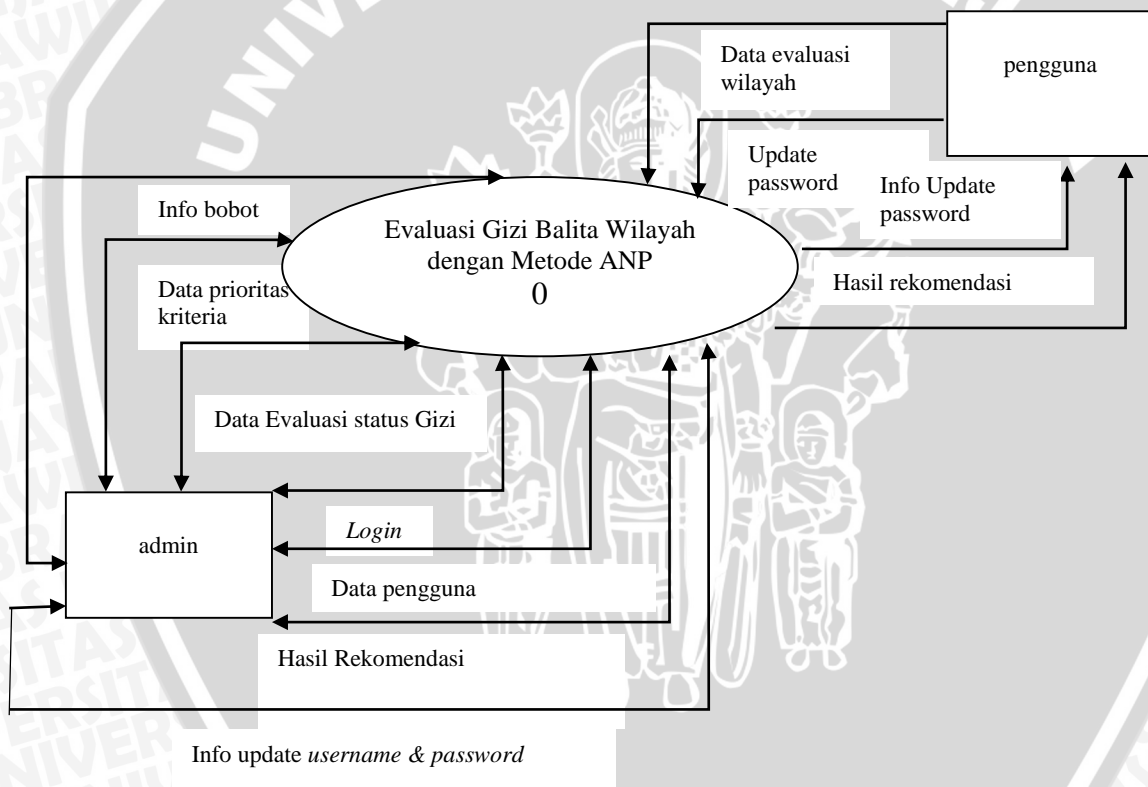 UNIVE
Data evaluasi
wilayah
pengguna
Update
password
Info Update
password
Info bobot
Evaluasi Gizi Balita Wilayah
dengan Metode ANP
0
Hasil rekomendasi
Data prioritas
kriteria
Data Evaluasi status Gizi
admin
Login
Data pengguna
Hasil Rekomendasi
Info update username & password